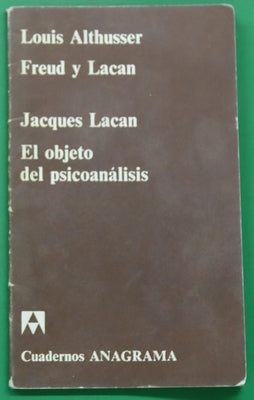 Louis Althusser
Freud y Lacan
Jacques Lacan
El objeto
del psicoanálisis
Cuadernos ANAGRAMA